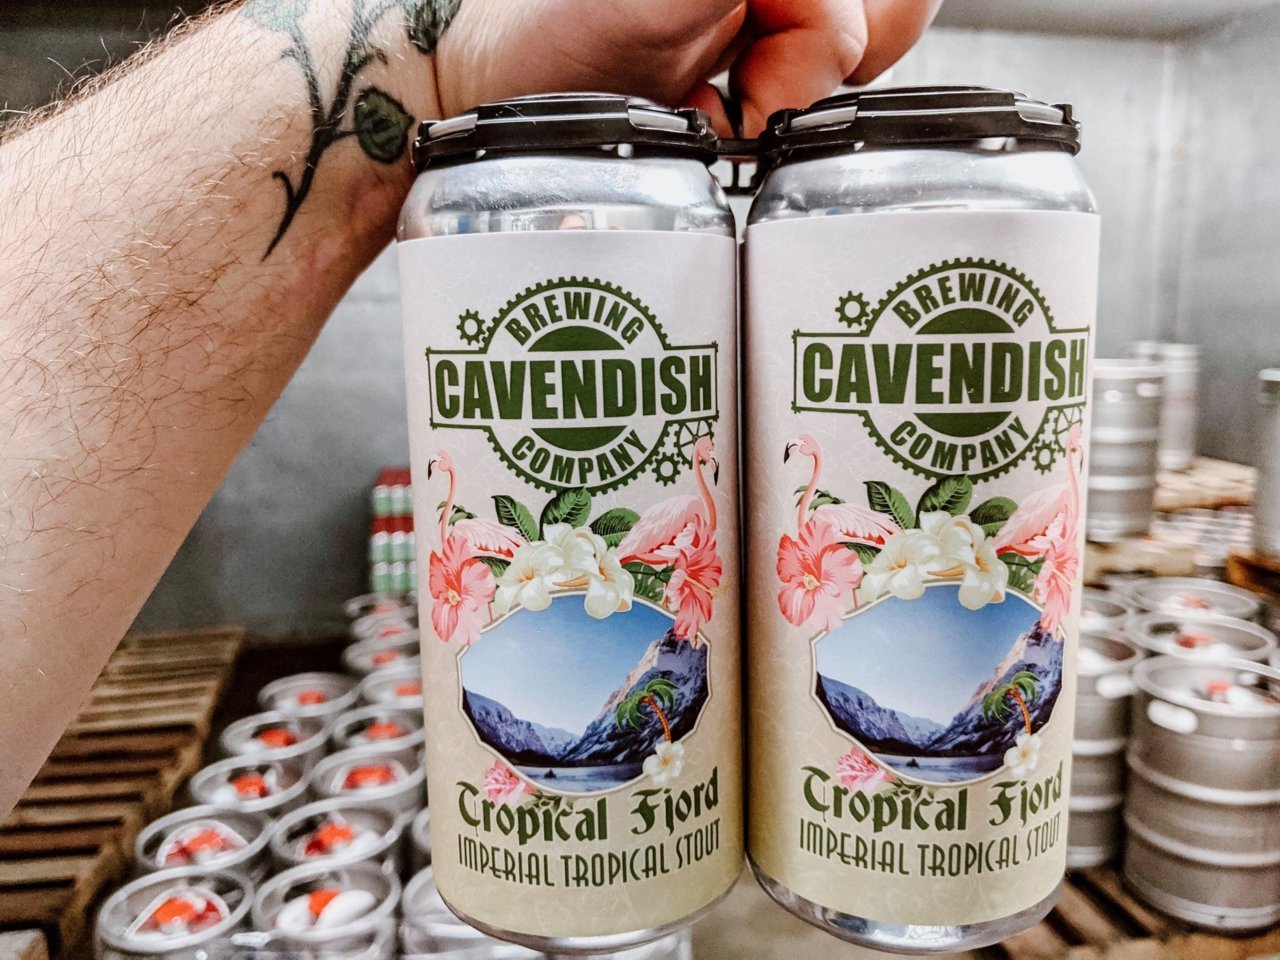 BREWING
CAVENDISH
COMPANY
Tropical Fjord
IMPERIAL TROPICAL STOUT
BREWING
CAVENDISH
COMPANY
Tropical Fjord
IMPERIAL TROPICAL STOUT